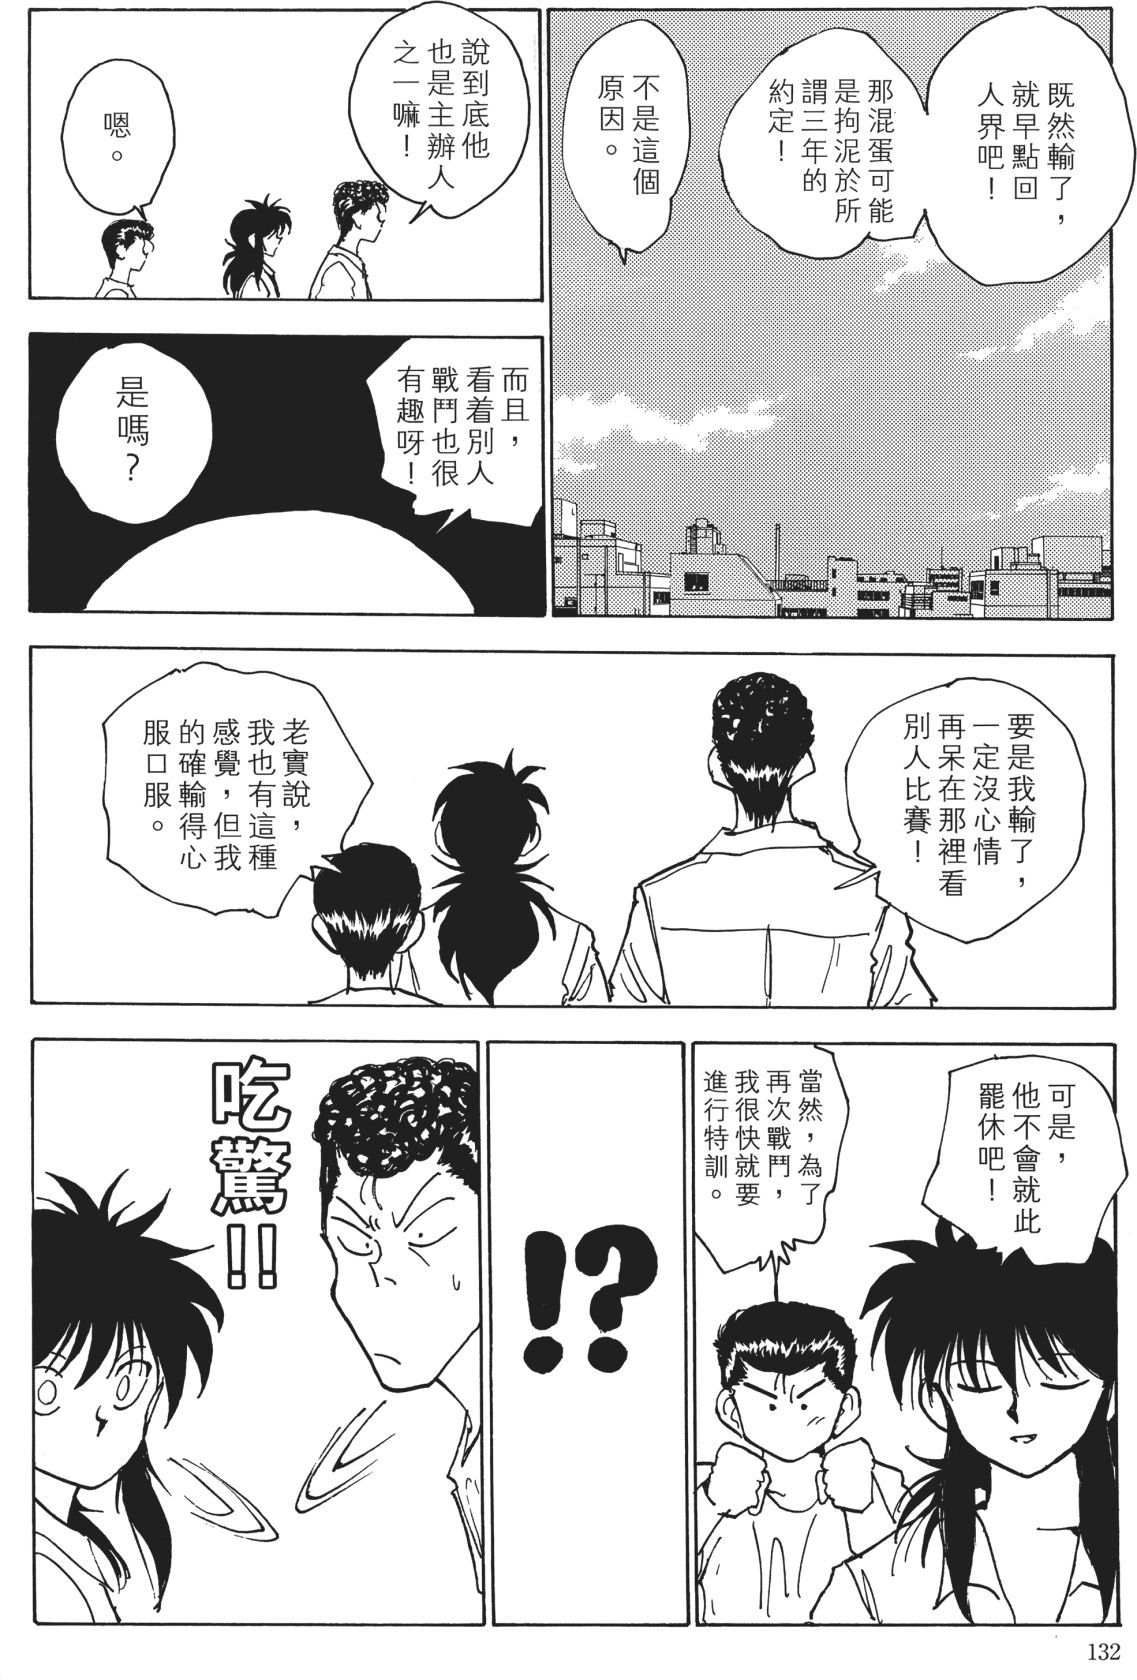 既然輸了，
就早點回
人界吧！
那混蛋可能
是拘泥於所
謂三年的
約定！
不是這個
原因。
說到底他
也是主辦人
之一嘛！
嗯。
而且，
看着別人
戰鬥也很
有趣呀！
是嗎？
要是我輸了，
一定沒心情
再呆在那裡看
別人比賽！
老實說，
我也有這種
感覺，但我
的確輸得心
服口服。
可是，
他不會就此
罷休吧！
當然，為了
再次戰鬥，
我很快就要
進行特訓。
!?
吃驚!!
132